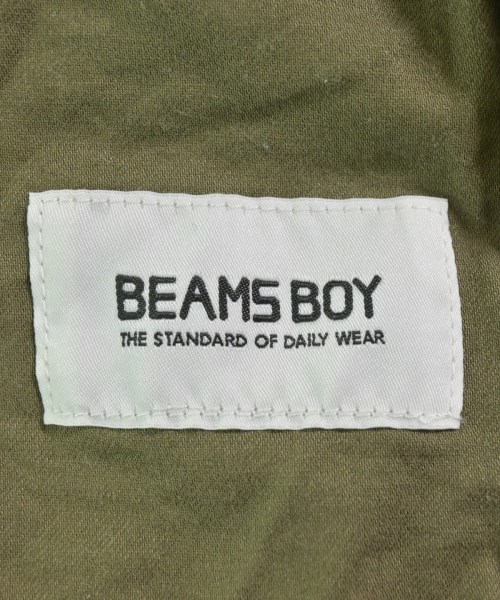 BEAMS BOY
THE STANDARD OF DAILY WEAR